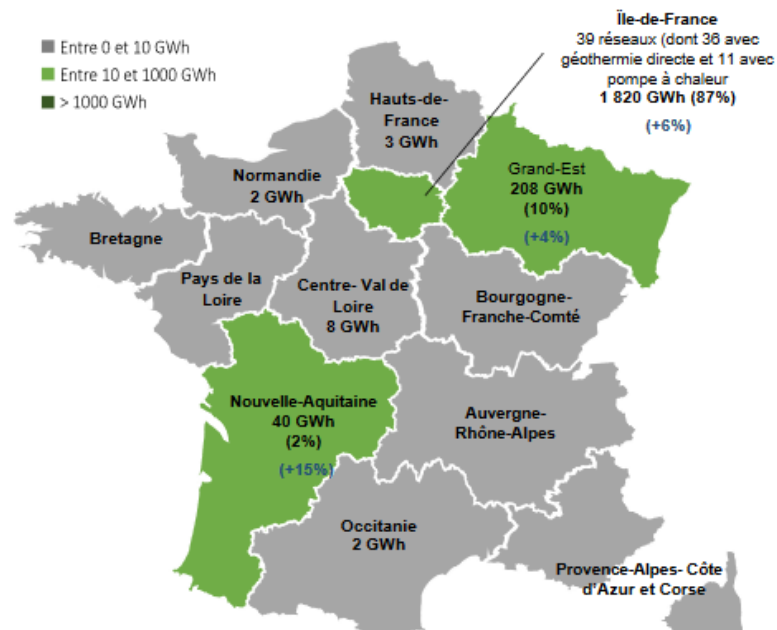 Île-de-France
39 réseaux (dont 36 avec
géothermie directe et 11 avec
pompe à chaleur
1 820 GWh (87%)
(+6%)
Entre 0 et 10 GWh
Entre 10 et 1000 GWh
> 1000 GWh
Hauts-de-
France
3 GWh
Grand-Est
208 GWh
(10%)
(+4%)
Normandie
2 GWh
Bretagne
Pays de la
Loire
Centre- Val de
Loire
8 GWh
Bourgogne-
Franche-Comté
Nouvelle-Aquitaine
40 GWh
(2%)
(+15%)
Auvergne-
Rhône-Alpes
Occitanie
2 GWh
Provence-Alpes- Côte
d'Azur et Corse